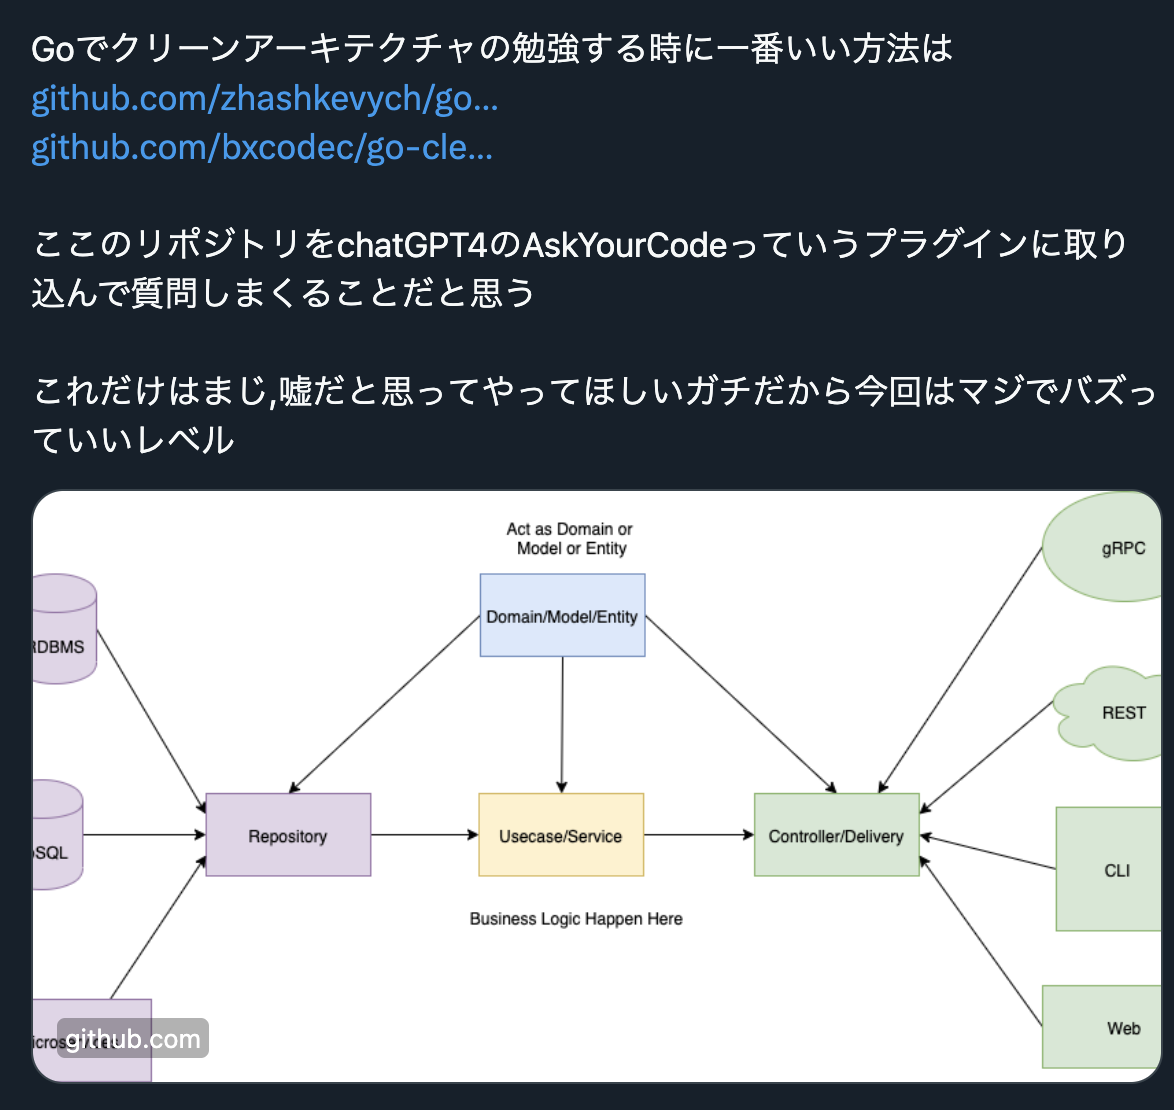 Goでクリーンアーキテクチャの勉強する時に一番いい方法は
github.com/zhashkevych/go...
github.com/bxcodec/go-cle...
ここのリポジトリをchatGPT4のAskYourCodeっていうプラグインに取り
込んで質問しまくることだと思う
これだけはまじ,嘘だと思ってやってほしいガチだから今回はマジでバズっ
ていいレベル
Act as Domain or
Model or Entity
gRPC
Domain/Model/Entity
RDBMS
REST
Repository
Usecase/Service
Controller/Delivery
SQL
CLI
Business Logic Happen Here
github.com
Web